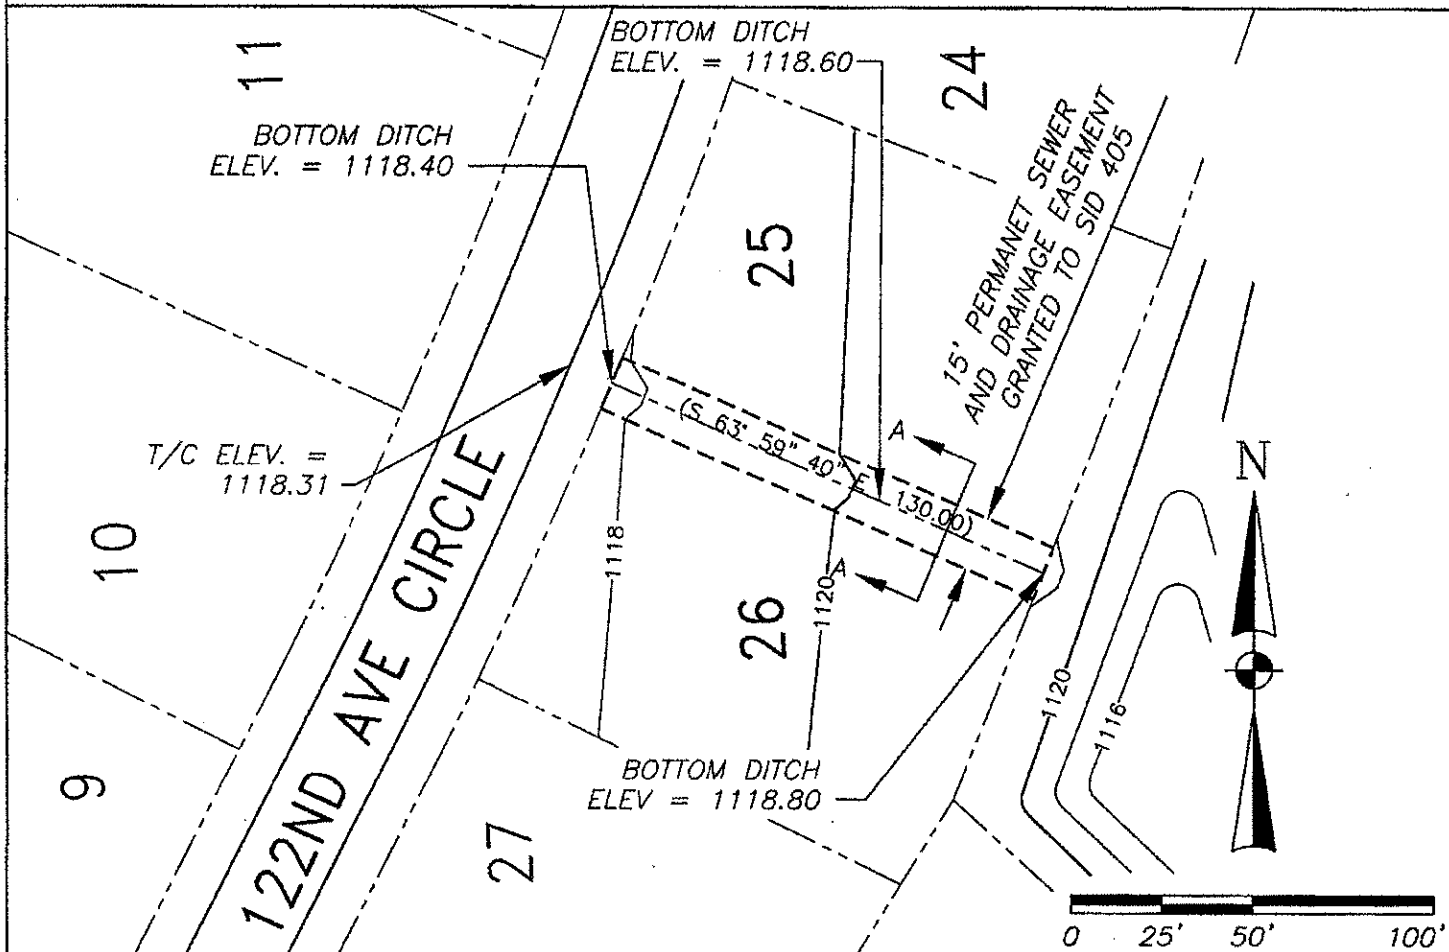 BOTTOM DITCH
ELEV. = 1118.60
11
24
BOTTOM DITCH
ELEV. = 1118.40
15' PERMANET SEWER
AND DRAINAGE EASEMENT
GRANTED TO SID 405
25
(S 63' 59" 40" E 130.00)
A
T/C ELEV. =
1118.31
N
10
122ND AVE CIRCLE
1118
26
1120
A
1120
1116
BOTTOM DITCH
ELEV = 1118.80
9
27
0 25' 50' 100'